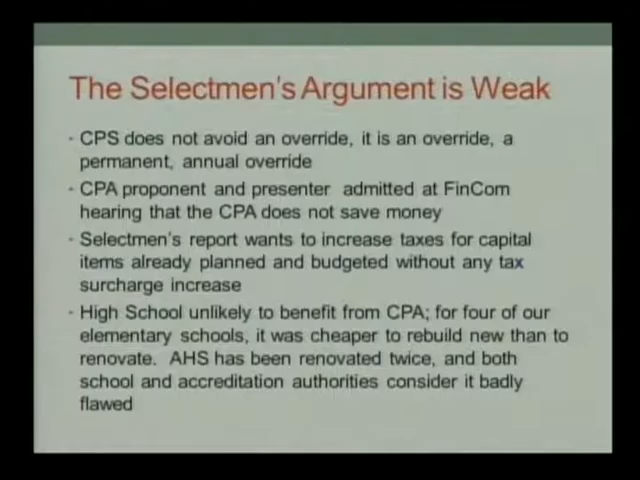 The Selectmen's Argument is Weak
• CPS does not avoid an override, it is an override, a
permanent, annual override
• CPA proponent and presenter admitted at FinCom
hearing that the CPA does not save money
• Selectmen's report wants to increase taxes for capital
items already planned and budgeted without any tax
surcharge increase
• High School unlikely to benefit from CPA; for four of our
elementary schools, it was cheaper to rebuild new than to
renovate. AHS has been renovated twice, and both
school and accreditation authorities consider it badly
flawed